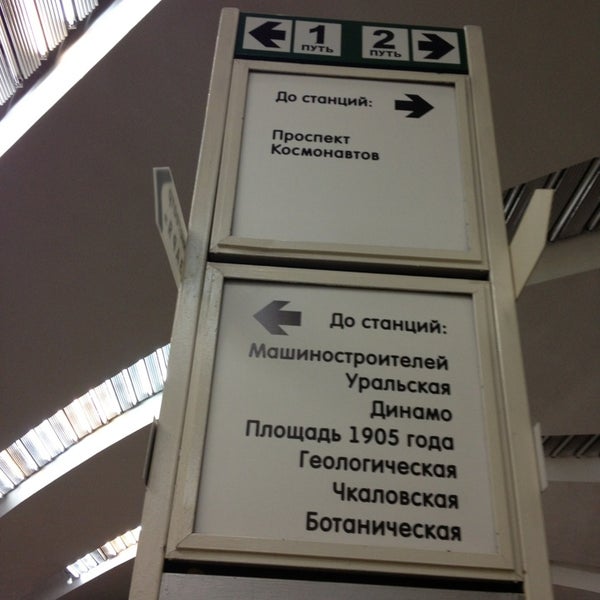 1 2
ПУТЬ ПУТЬ
До станций:
Проспект
Космонавтов
До станций:
Машиностроителей
Уральская
Динамо
Площадь 1905 года
Геологическая
Чкаловская
Ботаническая